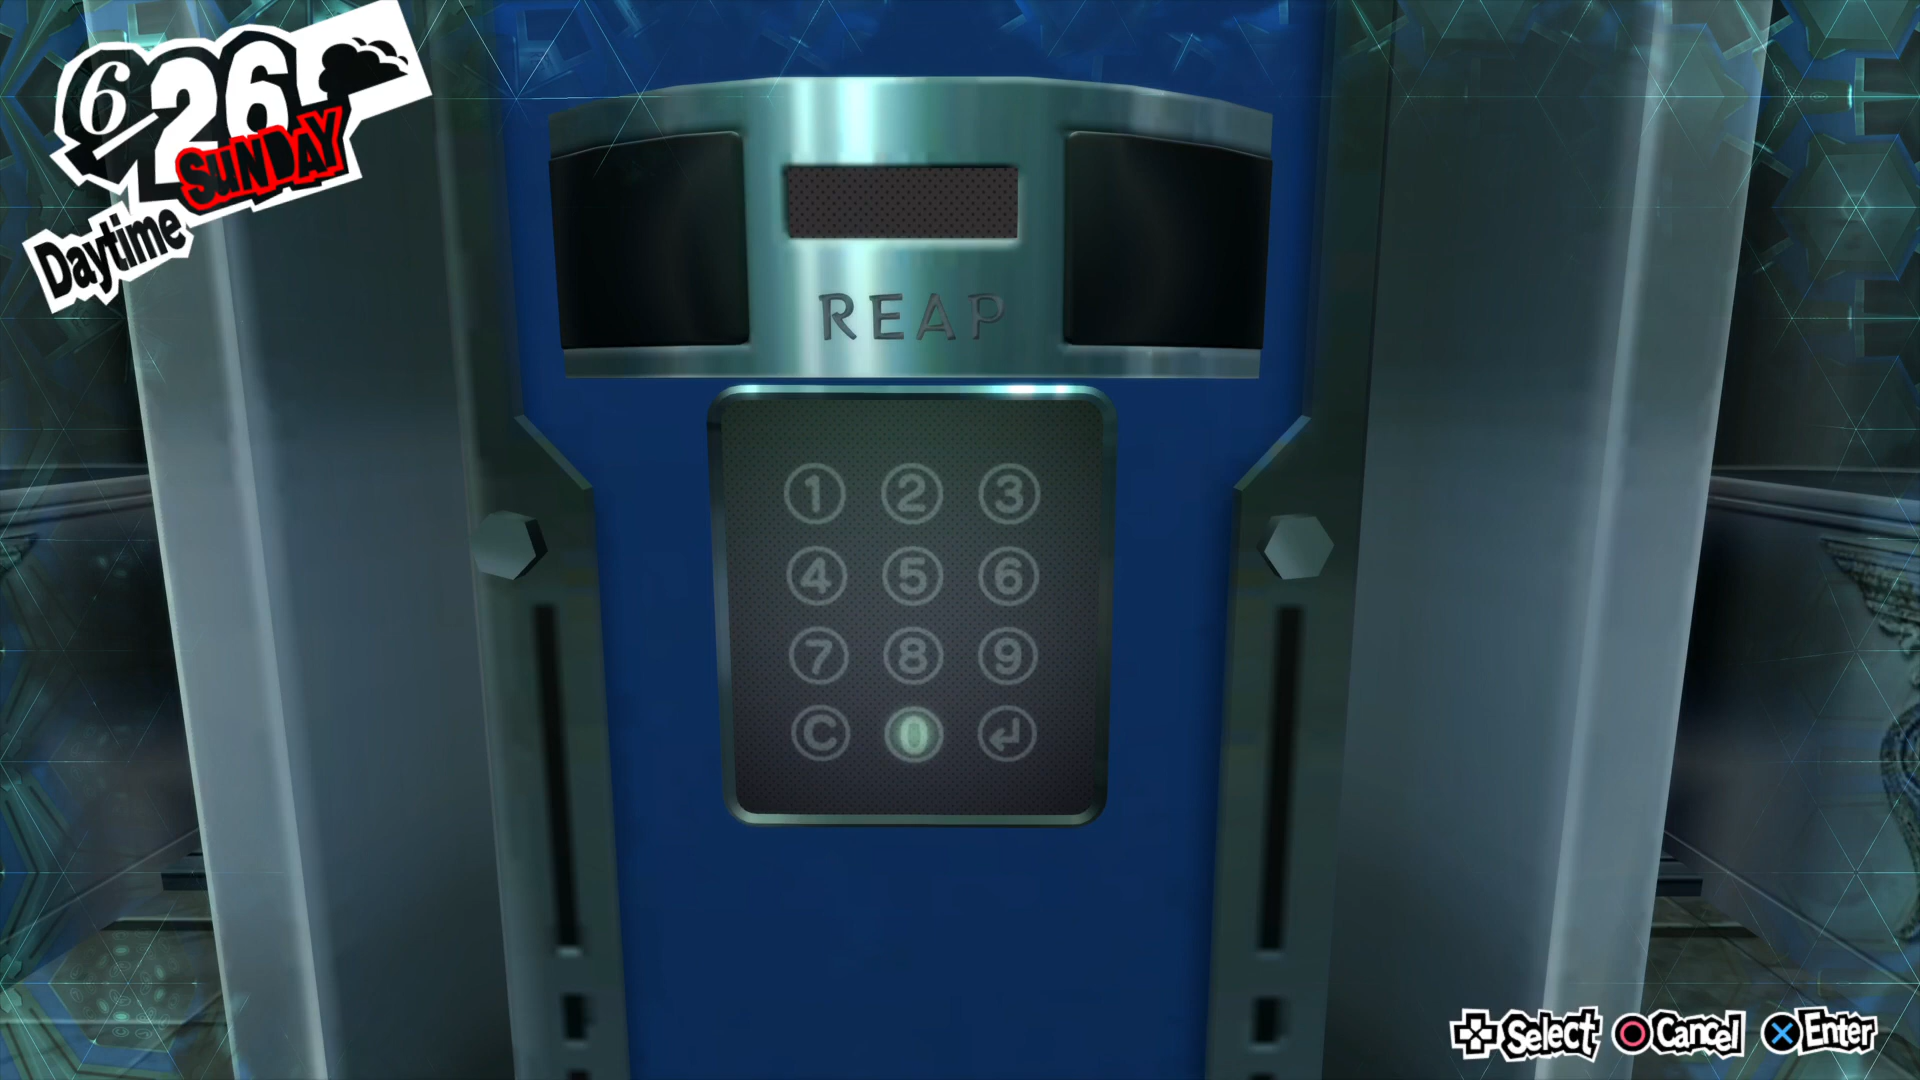 6/26
SUNDAY
Daytime
REAP
1 2 3
4 5 6
7 8 9
C 0 ↵
Select Cancel Enter